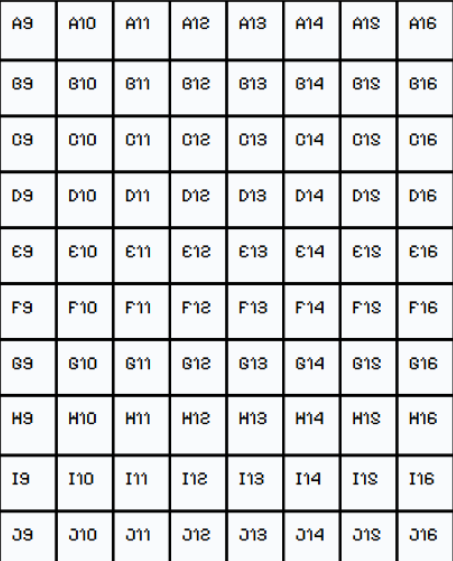 A9 A10 A11 A12 A13 A14 A15 A16
B9 B10 B11 B12 B13 B14 B15 B16
C9 C10 C11 C12 C13 C14 C15 C16
D9 D10 D11 D12 D13 D14 D15 D16
E9 E10 E11 E12 E13 E14 E15 E16
F9 F10 F11 F12 F13 F14 F15 F16
G9 G10 G11 G12 G13 G14 G15 G16
H9 H10 H11 H12 H13 H14 H15 H16
I9 I10 I11 I12 I13 I14 I15 I16
J9 J10 J11 J12 J13 J14 J15 J16